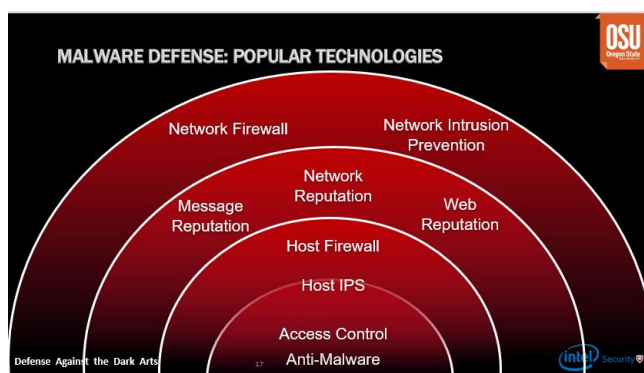 OSU
Oregon State
UNIVERSITY
MALWARE DEFENSE: POPULAR TECHNOLOGIES
Network Firewall
Network Intrusion
Prevention
Network
Reputation
Message
Reputation
Web
Reputation
Host Firewall
Host IPS
Access Control
Anti-Malware
Defense Against the Dark Arts
17
intel Security